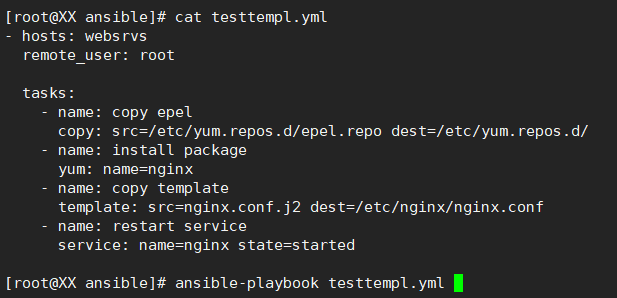 [root@XX ansible]# cat testtempl.yml
- hosts: websrvs
  remote_user: root

  tasks:
    - name: copy epel
      copy: src=/etc/yum.repos.d/epel.repo dest=/etc/yum.repos.d/
    - name: install package
      yum: name=nginx
    - name: copy template
      template: src=nginx.conf.j2 dest=/etc/nginx/nginx.conf
    - name: restart service
      service: name=nginx state=started

[root@XX ansible]# ansible-playbook testtempl.yml